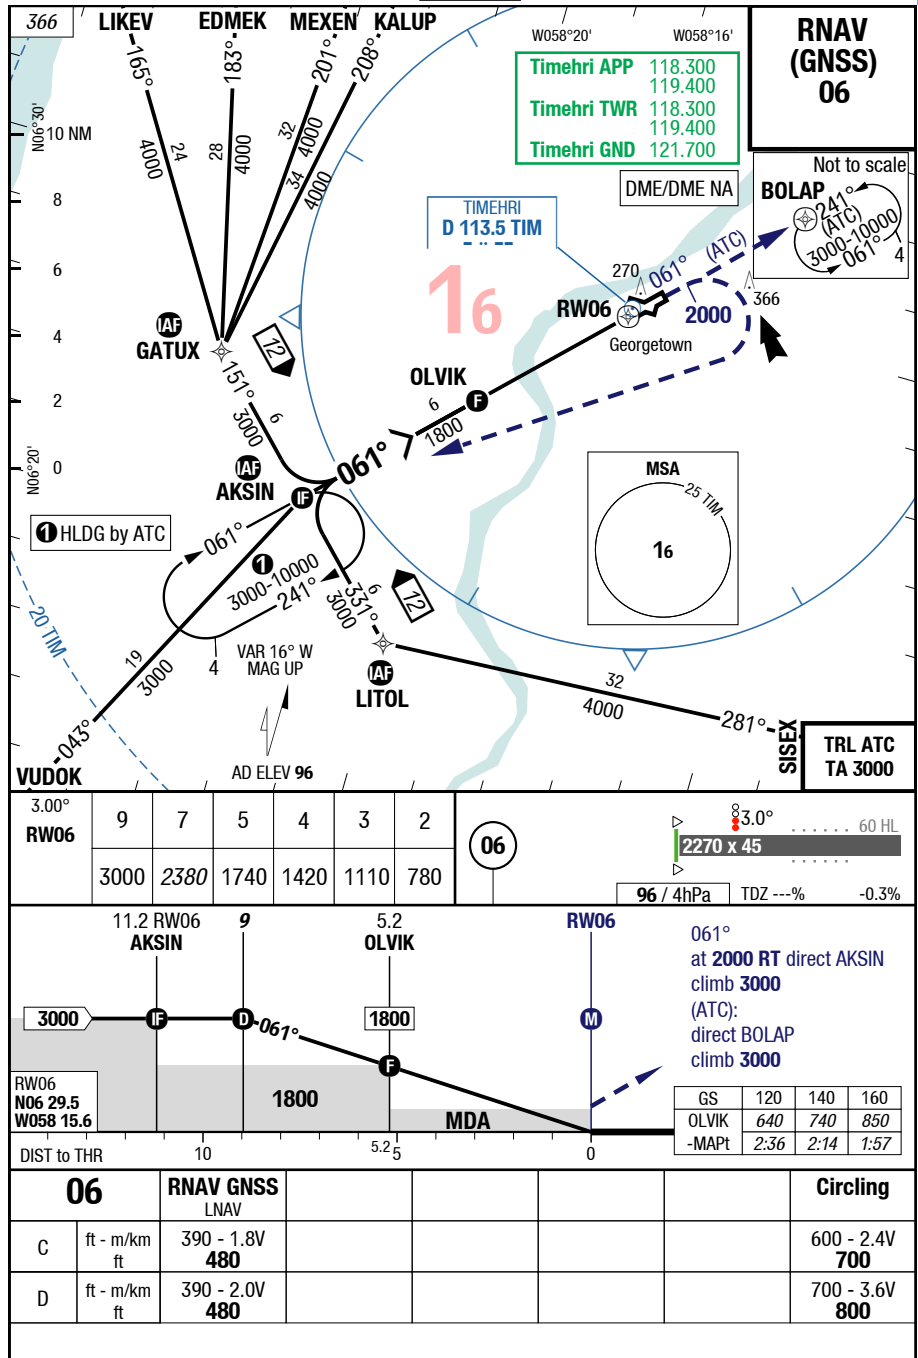 366
LIKEV
EDMEK
MEXEN
KALUP
165°
183°
201°
208°
W058°20'
W058°16'
RNAV
(GNSS)
06
Timehri APP 118.300
119.400
Timehri TWR 118.300
119.400
Timehri GND 121.700
N06°30'
10 NM
24
4000
28
4000
32
4000
34
4000
DME/DME NA
Not to scale
BOLAP
241°
(ATC)
3000-10000
061°
4
8
TIMEHRI
D 113.5 TIM
16
6
270
061° (ATC)
366
RW06
2000
Georgetown
IAF
GATUX
12
4
151°
6
3000
OLVIK
F
6
1800
2
061°
N06°20'
0
IAF
AKSIN
IF
MSA
25 TIM
16
1 HLDG by ATC
061°
1
3000-10000
241°
4
331°
6
3000
12
20 TIM
VAR 16° W
MAG UP
IAF
LITOL
32
4000
281°
SISEX
19
3000
043°
VUDOK
AD ELEV 96
TRL ATC
TA 3000
3.00°
RW06
9 7 5 4 3 2
3000 2380 1740 1420 1110 780
06
3.0°
60 HL
2270 x 45
96 / 4hPa
TDZ ---%
-0.3%
11.2 RW06
AKSIN
9
5.2
OLVIK
RW06
061°
at 2000 RT direct AKSIN
climb 3000
(ATC):
direct BOLAP
climb 3000
3000
IF
D
061°
1800
M
F
RW06
N06 29.5
W058 15.6
1800
MDA
GS 120 140 160
OLVIK 640 740 850
-MAPt 2:36 2:14 1:57
DIST to THR
10
5.2
5
0
06
RNAV GNSS
LNAV
Circling
C
ft - m/km
ft
390 - 1.8V
480
600 - 2.4V
700
D
ft - m/km
ft
390 - 2.0V
480
700 - 3.6V
800